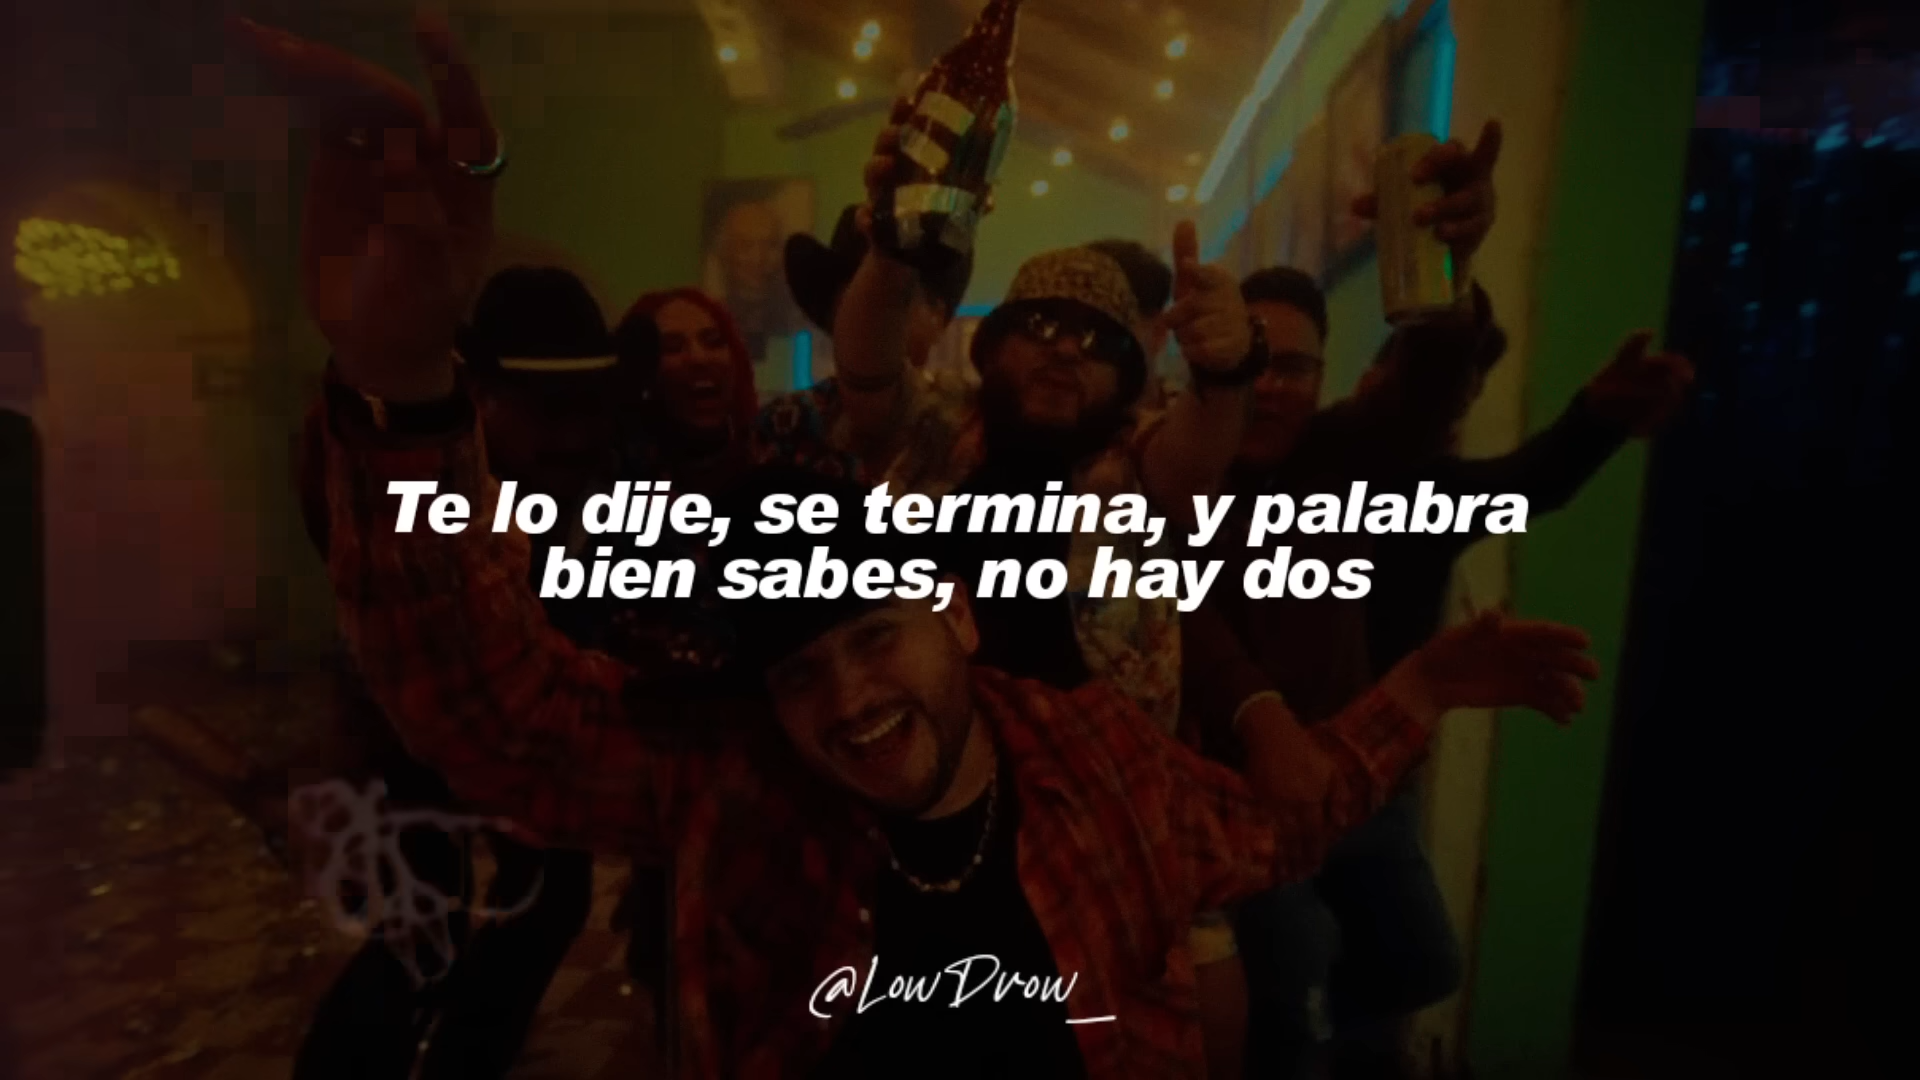 Te lo dije, se termina, y palabra
bien sabes, no hay dos
@LowDrow_